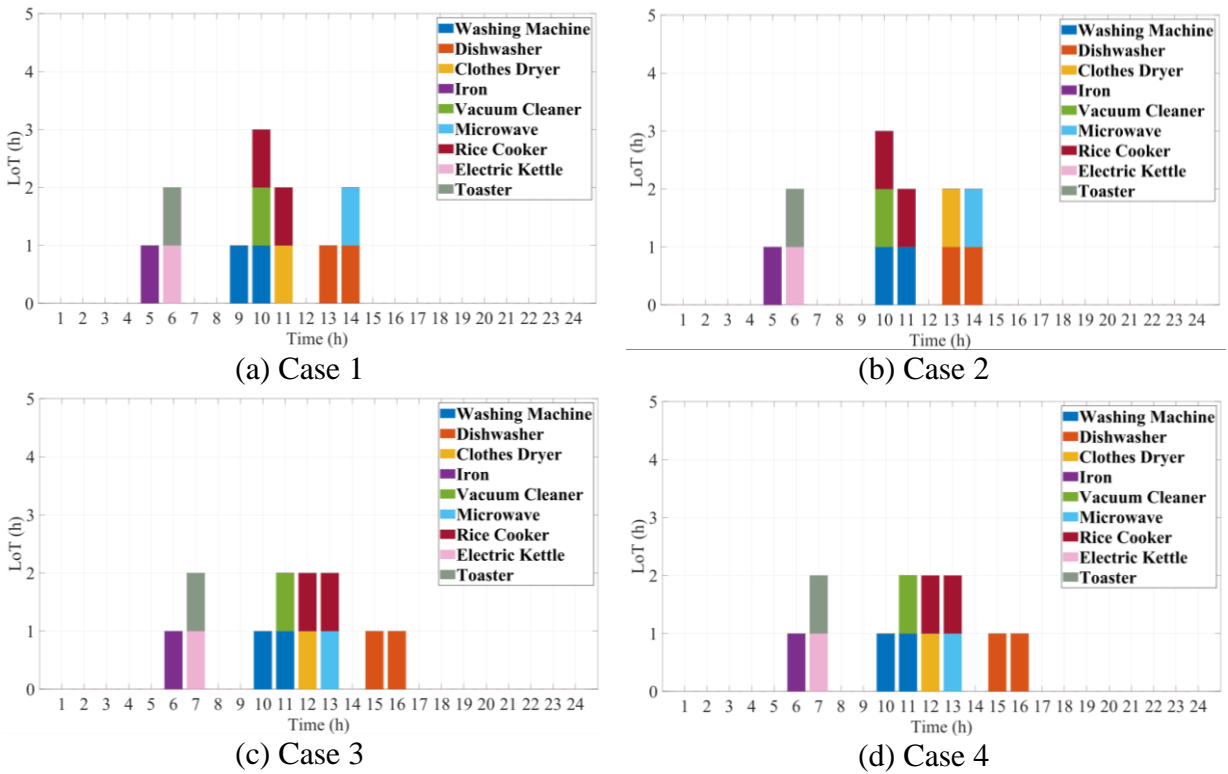 5
4
3
2
1
0
LoT (h)
Washing Machine
Dishwasher
Clothes Dryer
Iron
Vacuum Cleaner
Microwave
Rice Cooker
Electric Kettle
Toaster
1 2 3 4 5 6 7 8 9 10 11 12 13 14 15 16 17 18 19 20 21 22 23 24
Time (h)
(a) Case 1
5
4
3
2
1
0
LoT (h)
Washing Machine
Dishwasher
Clothes Dryer
Iron
Vacuum Cleaner
Microwave
Rice Cooker
Electric Kettle
Toaster
1 2 3 4 5 6 7 8 9 10 11 12 13 14 15 16 17 18 19 20 21 22 23 24
Time (h)
(b) Case 2
5
4
3
2
1
0
LoT (h)
Washing Machine
Dishwasher
Clothes Dryer
Iron
Vacuum Cleaner
Microwave
Rice Cooker
Electric Kettle
Toaster
1 2 3 4 5 6 7 8 9 10 11 12 13 14 15 16 17 18 19 20 21 22 23 24
Time (h)
(c) Case 3
5
4
3
2
1
0
LoT (h)
Washing Machine
Dishwasher
Clothes Dryer
Iron
Vacuum Cleaner
Microwave
Rice Cooker
Electric Kettle
Toaster
1 2 3 4 5 6 7 8 9 10 11 12 13 14 15 16 17 18 19 20 21 22 23 24
Time (h)
(d) Case 4